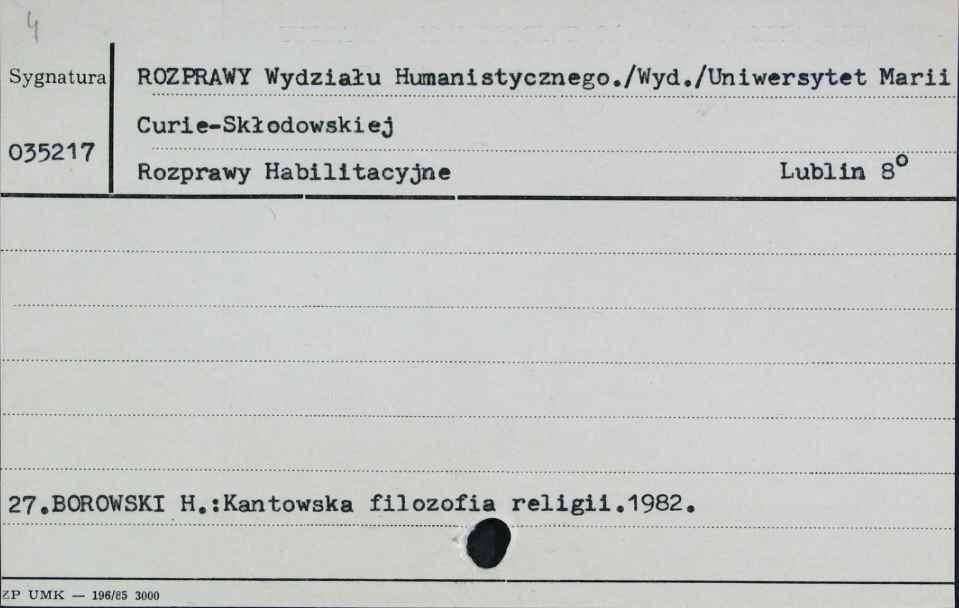 4
Sygnatura ROZPRAWY Wydziału Humanistycznego./Wyd./Uniwersytet Marii
Curie-Skłodowskiej
035217
Rozprawy Habilitacyjne Lublin 8°
27.BOROWSKI H.:Kantowska filozofia religii.1982.
ZP UMK — 196/85 3000